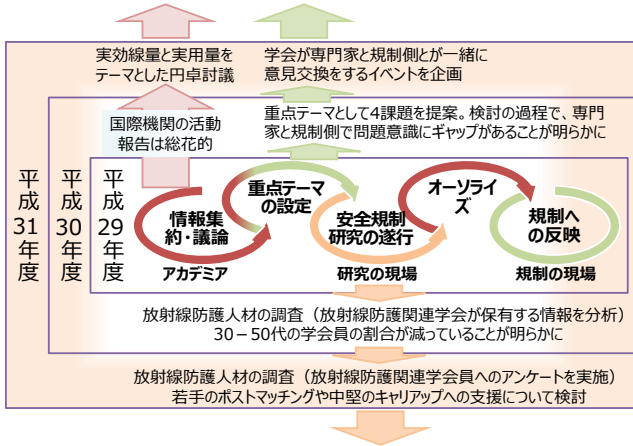 実効線量と実用量を
テーマとした円卓討議
学会が専門家と規制側とが一緒に
意見交換をするイベントを企画
国際機関の活動
報告は総花的
重点テーマとして4課題を提案。検討の過程で、専門
家と規制側で問題意識にギャップがあることが明らかに
平成31年度
平成30年度
平成29年度
情報集
約・議論
アカデミア
重点テーマ
の設定
安全規制
研究の遂行
研究の現場
オーソライ
ズ
規制へ
の反映
規制の現場
放射線防護人材の調査（放射線防護関連学会が保有する情報を分析）
30－50代の学会員の割合が減っていることが明らかに
放射線防護人材の調査（放射線防護関連学会員へのアンケートを実施）
若手のポストマッチングや中堅のキャリアップへの支援について検討